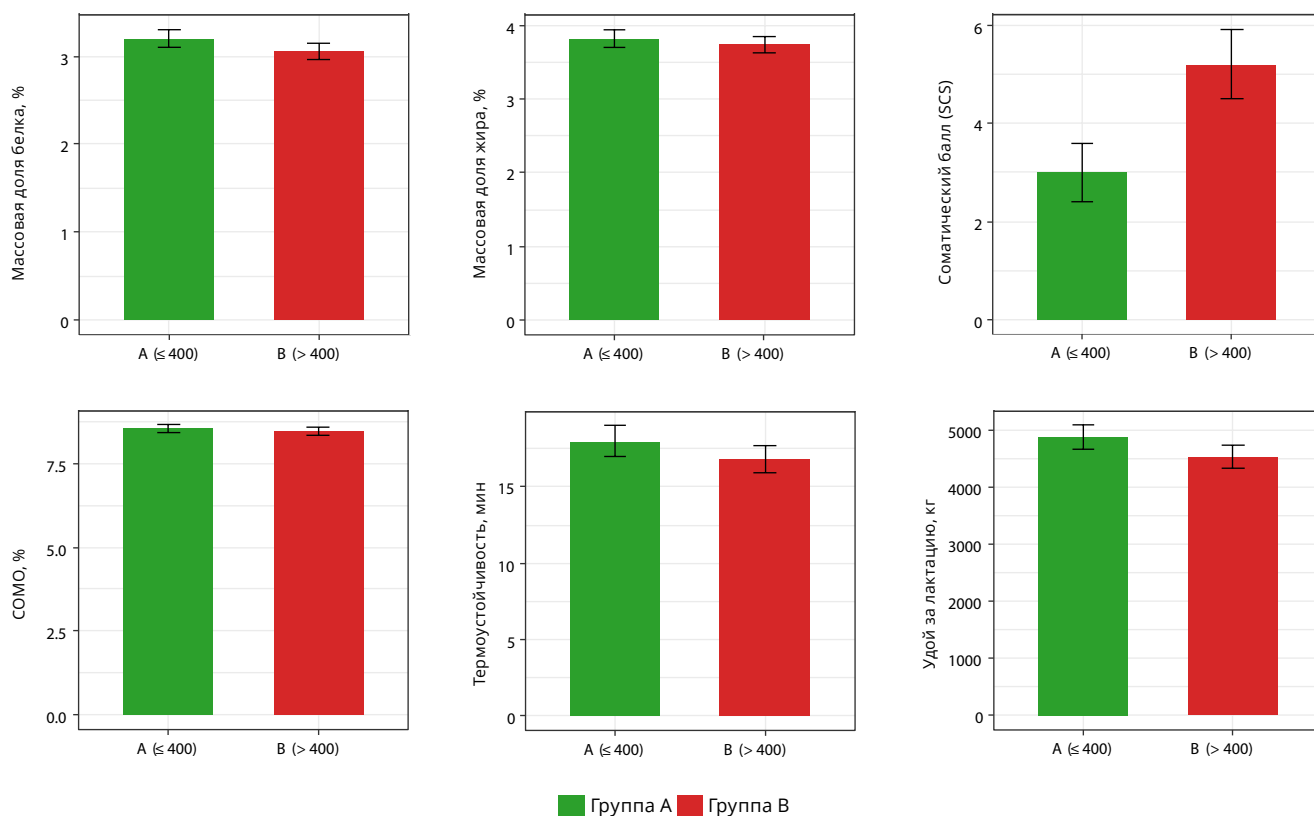 Массовая доля белка, %
3
2
1
0
A (≤ 400)
B (> 400)
Массовая доля жира, %
4
3
2
1
0
A (≤ 400)
B (> 400)
Соматический балл (SCS)
6
4
2
0
A (≤ 400)
B (> 400)
СОМО, %
7.5
5.0
2.5
0.0
A (≤ 400)
B (> 400)
Термоустойчивость, мин
15
10
5
0
A (≤ 400)
B (> 400)
Удой за лактацию, кг
5000
4000
3000
2000
1000
0
A (≤ 400)
B (> 400)
Группа A Группа B